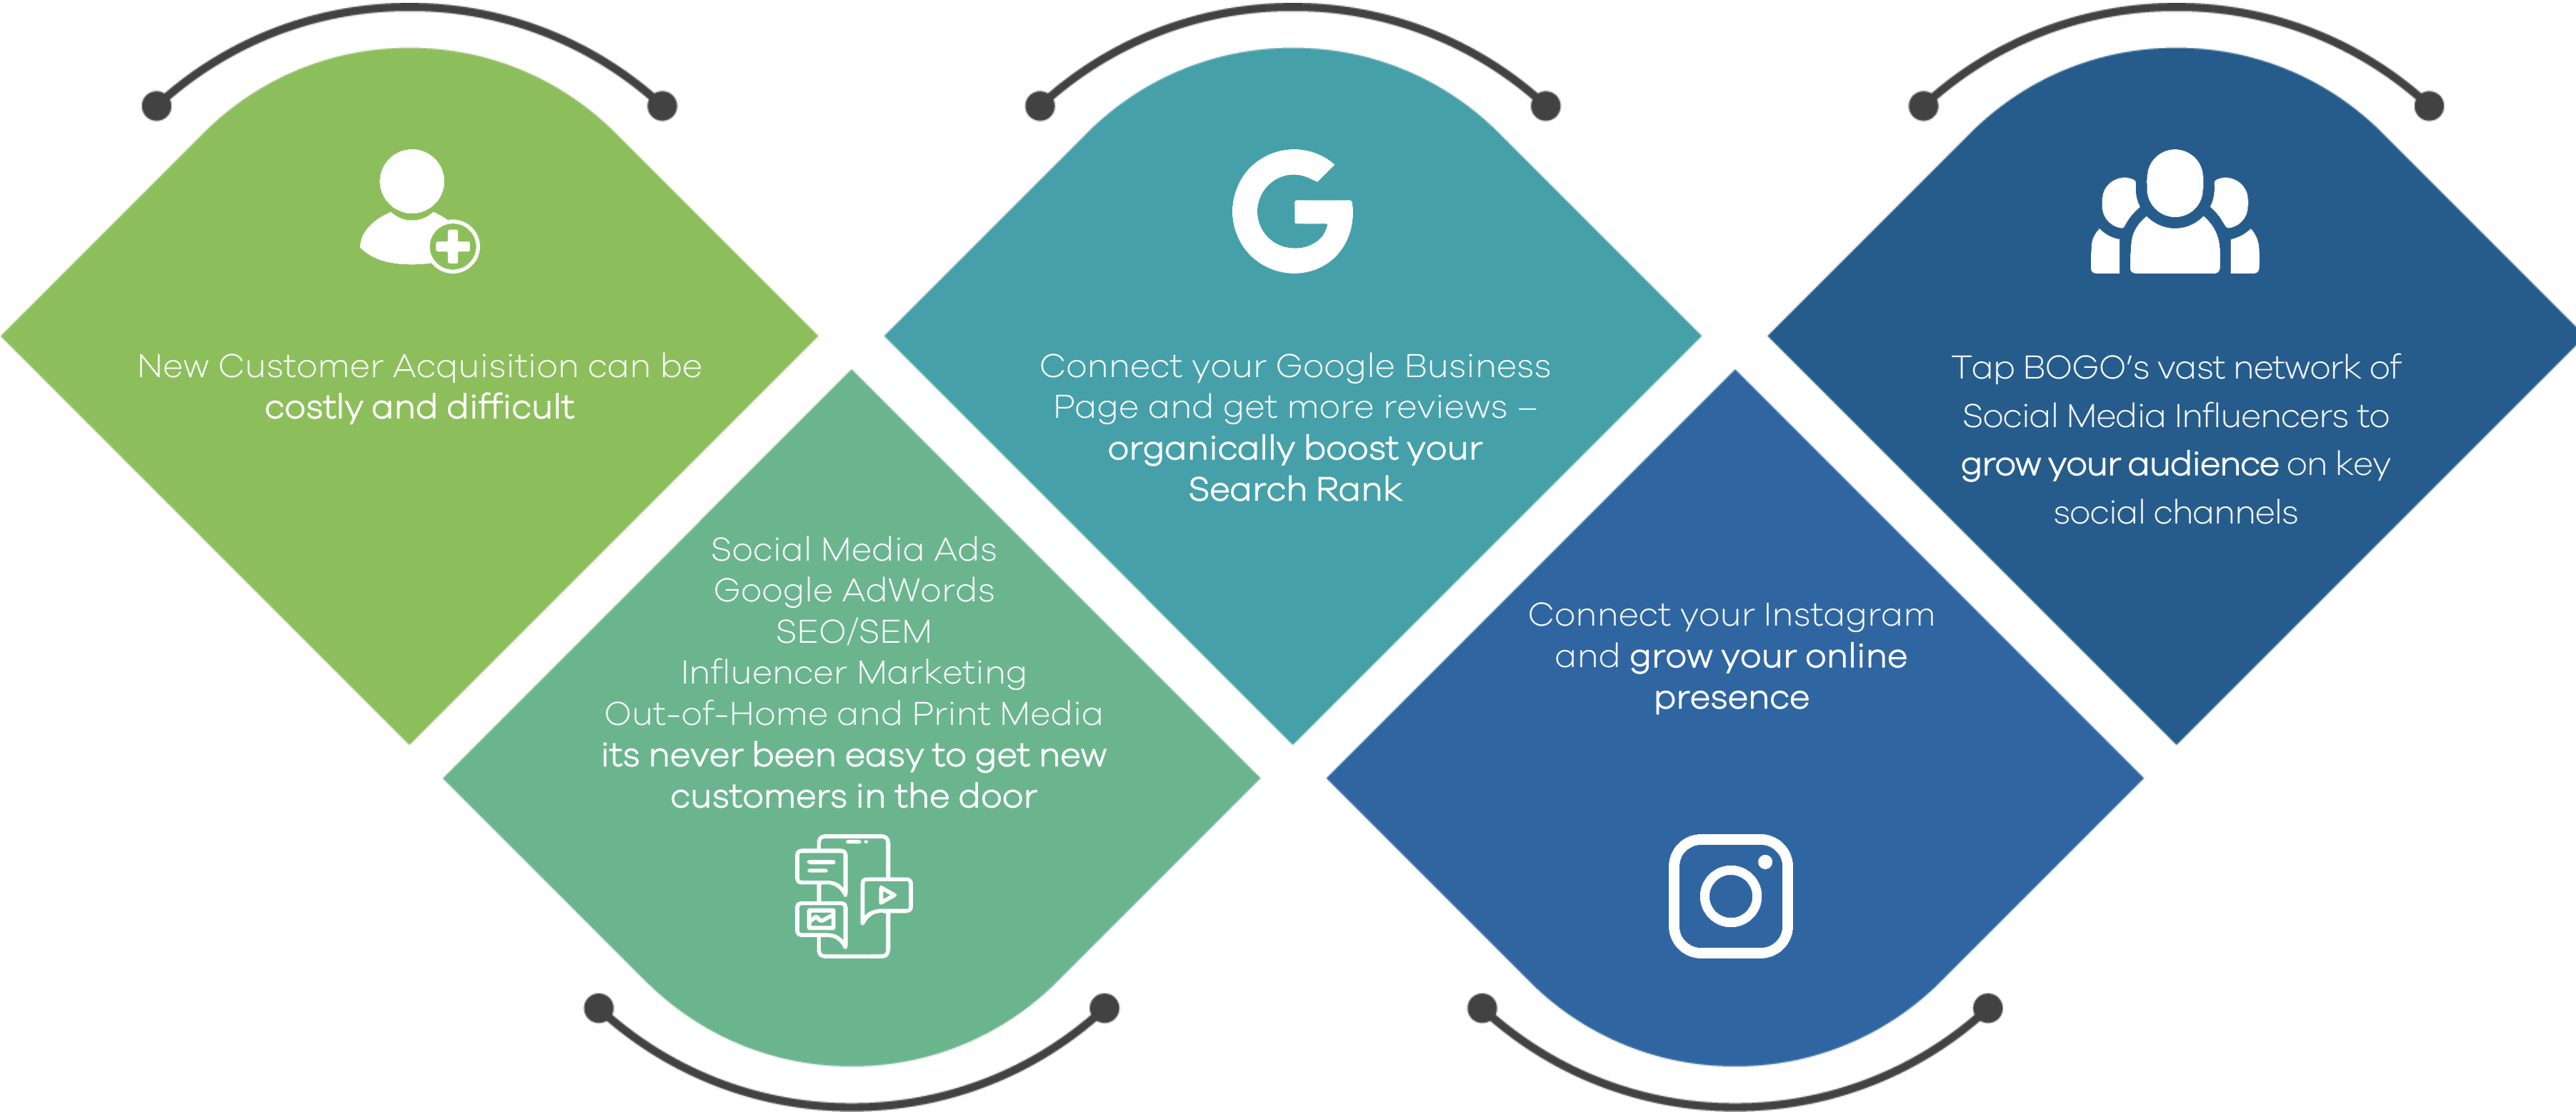 New Customer Acquisition can be
costly and difficult
Social Media Ads
Google AdWords
SEO/SEM
Influencer Marketing
Out-of-Home and Print Media
its never been easy to get new
customers in the door
Connect your Google Business
Page and get more reviews –
organically boost your
Search Rank
Connect your Instagram
and grow your online
presence
Tap BOGO’s vast network of
Social Media Influencers to
grow your audience on key
social channels